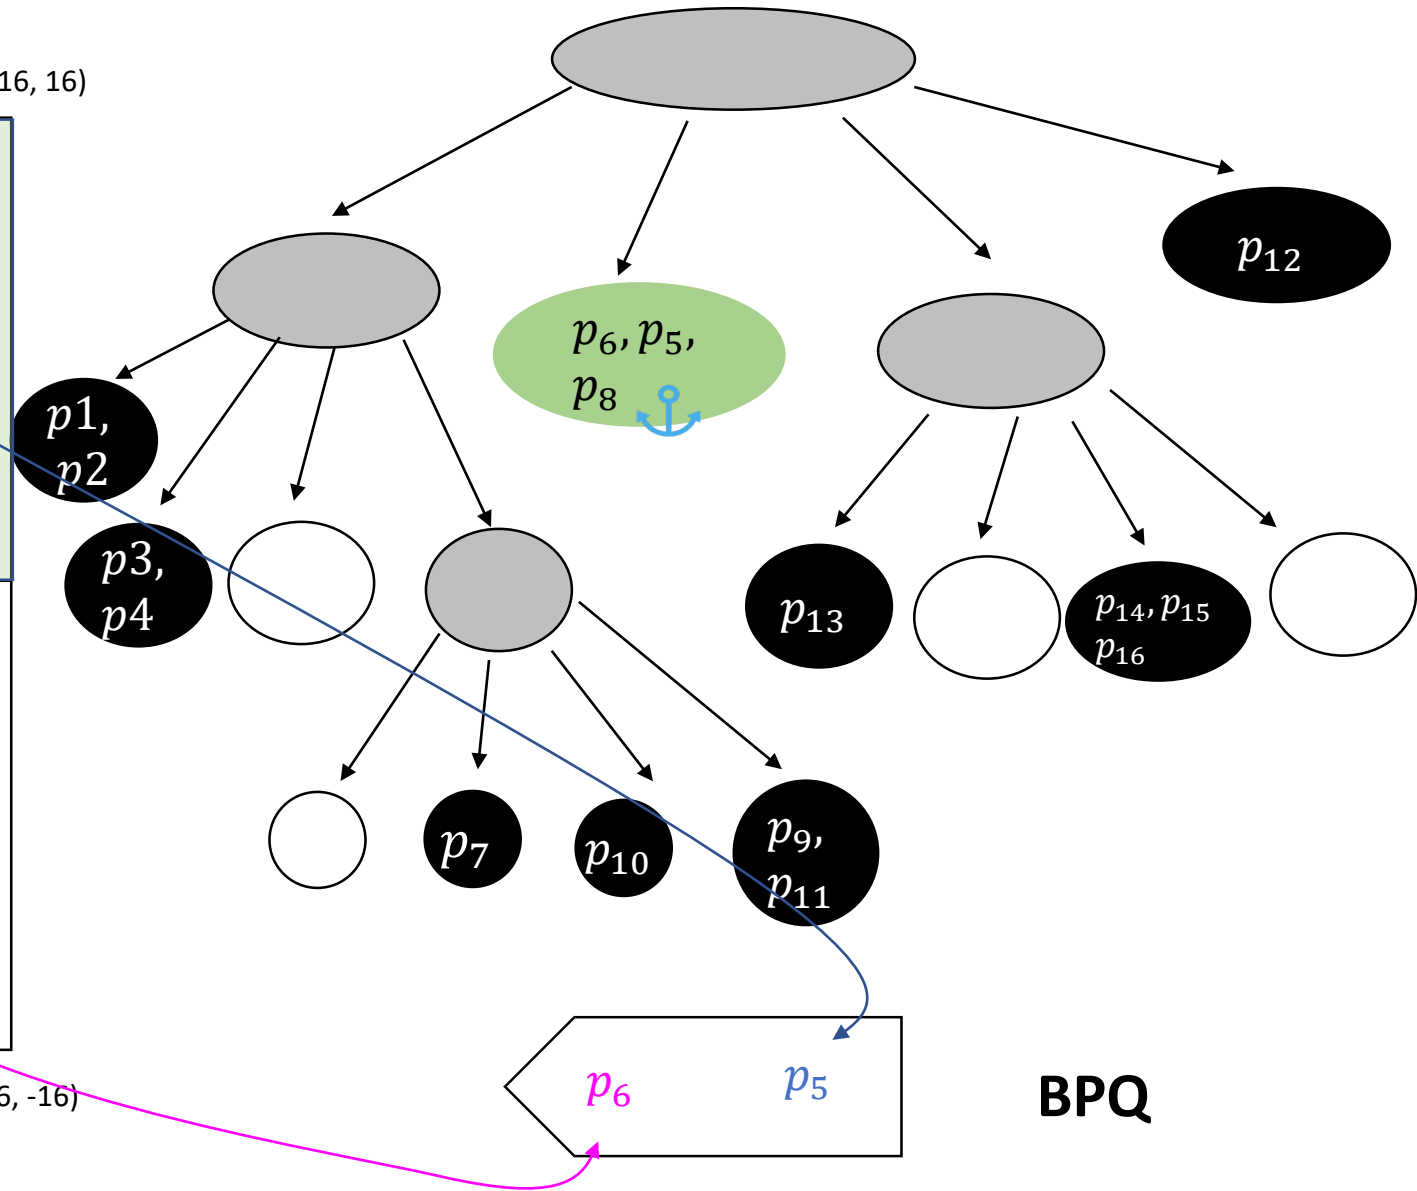 16, 16)
p₁₂
p₆, p₅,
p₈
p1,
p2
p3,
p4
p₁₃
p₁₄, p₁₅
p₁₆
p₇
p₁₀
p₉,
p₁₁
p₆ p₅
BPQ
6, -16)